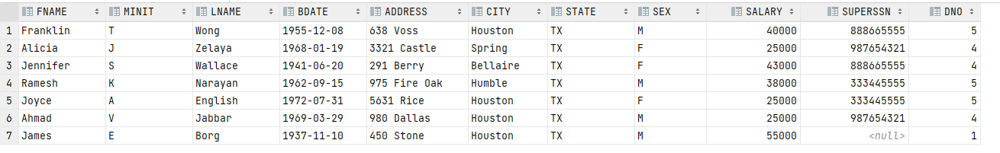 FNAME MINIT LNAME BDATE ADDRESS CITY STATE SEX SALARY SUPERSSN DNO
1 Franklin T Wong 1955-12-08 638 Voss Houston TX M 40000 888665555 5
2 Alicia J Zelaya 1968-01-19 3321 Castle Spring TX F 25000 987654321 4
3 Jennifer S Wallace 1941-06-20 291 Berry Bellaire TX F 43000 888665555 4
4 Ramesh K Narayan 1962-09-15 975 Fire Oak Humble TX M 38000 333445555 5
5 Joyce A English 1972-07-31 5631 Rice Houston TX F 25000 333445555 5
6 Ahmad V Jabbar 1969-03-29 980 Dallas Houston TX M 25000 987654321 4
7 James E Borg 1937-11-10 450 Stone Houston TX M 55000 <null> 1